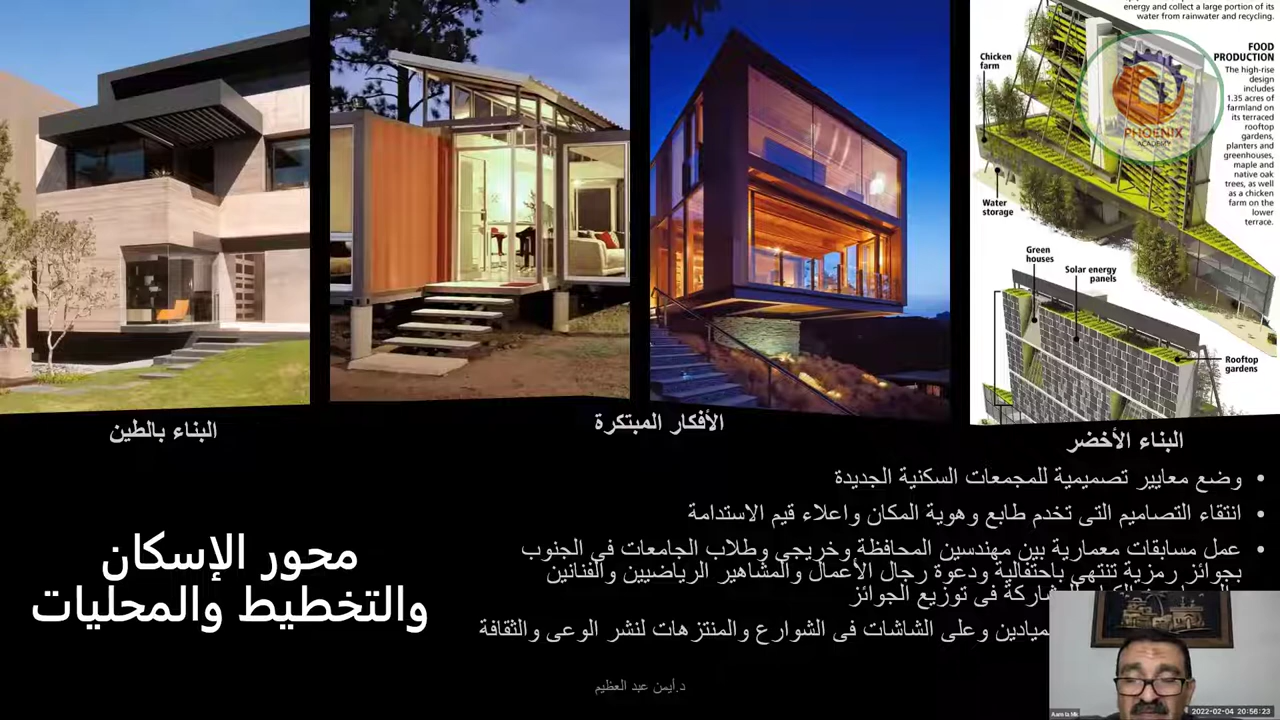 energy and collect a large portion of its
water from rainwater and recycling.
FOOD
PRODUCTION
The high-rise
design
includes
1.35 acres of
farmland on
its terraced
rooftop
gardens,
planters and
greenhouses,
maple and
native oak
trees, as well
as a chicken
farm on the
lower
terrace.
Chicken
farm
PHOENIX
ACADEMY
Water
storage
Green
houses
Solar energy
panels
Rooftop
gardens
البناء بالطين
الأفكار المبتكرة
البناء الأخضر
• وضع معايير تصميمية للمجمعات السكنية الجديدة
• انتقاء التصاميم التى تخدم طابع وهوية المكان واعلاء قيم الاستدامة
• عمل مسابقات معمارية بين مهندسين المحافظة وخريجي وطلاب الجامعات في الجنوب
بجوائز رمزية تنتهي باحتفالية ودعوة رجال الأعمال والمشاهير الرياضيين والفنانين
فى توزيع الجوائز
وعلى الشاشات فى الشوارع والمنتزهات لنشر الوعى والثقافة
محور الإسكان
والتخطيط والمحليات
د.أيمن عبد العظيم
2022-02-04 20:56:23